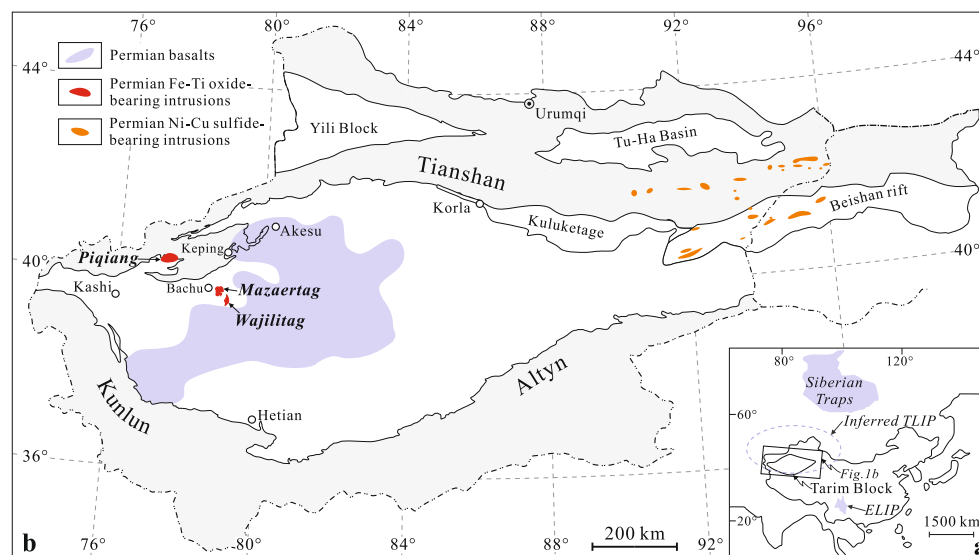 76°
80°
84°
88°
92°
96°
44°
Permian basalts
Permian Fe-Ti oxide-
bearing intrusions
Permian Ni-Cu sulfide-
bearing intrusions
44°
Urumqi
Yili Block
Tu-Ha Basin
Tianshan
Korla
Kuluketage
Beishan rift
Akesu
Keping
40°
Piqiang
40°
Kashi
Bachu
Mazaertag
Wajilitag
Kunlun
Altyn
Hetian
36°
76°
80°
84°
88°
92°
b
200 km
80°
120°
Siberian
Traps
60°
Inferred TLIP
Fig.1b
Tarim Block
ELIP
20°
1500 km